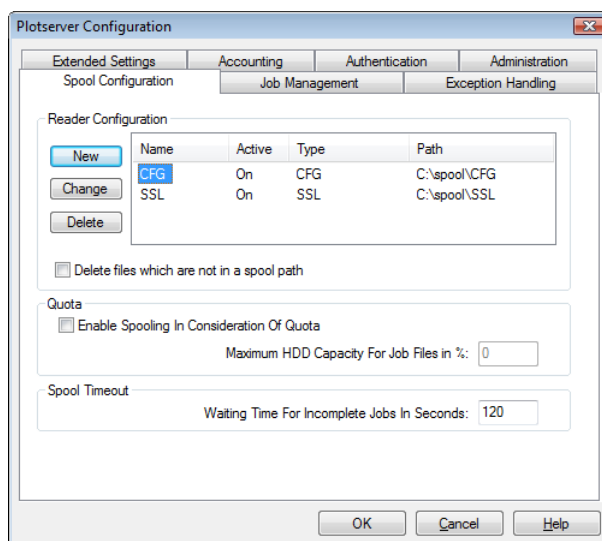 Plotserver Configuration
Extended Settings Accounting Authentication Administration
Spool Configuration Job Management Exception Handling
Reader Configuration
New Name Active Type Path
CFG On CFG C:\spool\CFG
Change SSL On SSL C:\spool\SSL
Delete
Delete files which are not in a spool path
Quota
Enable Spooling In Consideration Of Quota
Maximum HDD Capacity For Job Files in %: 0
Spool Timeout
Waiting Time For Incomplete Jobs In Seconds: 120
OK Cancel Help